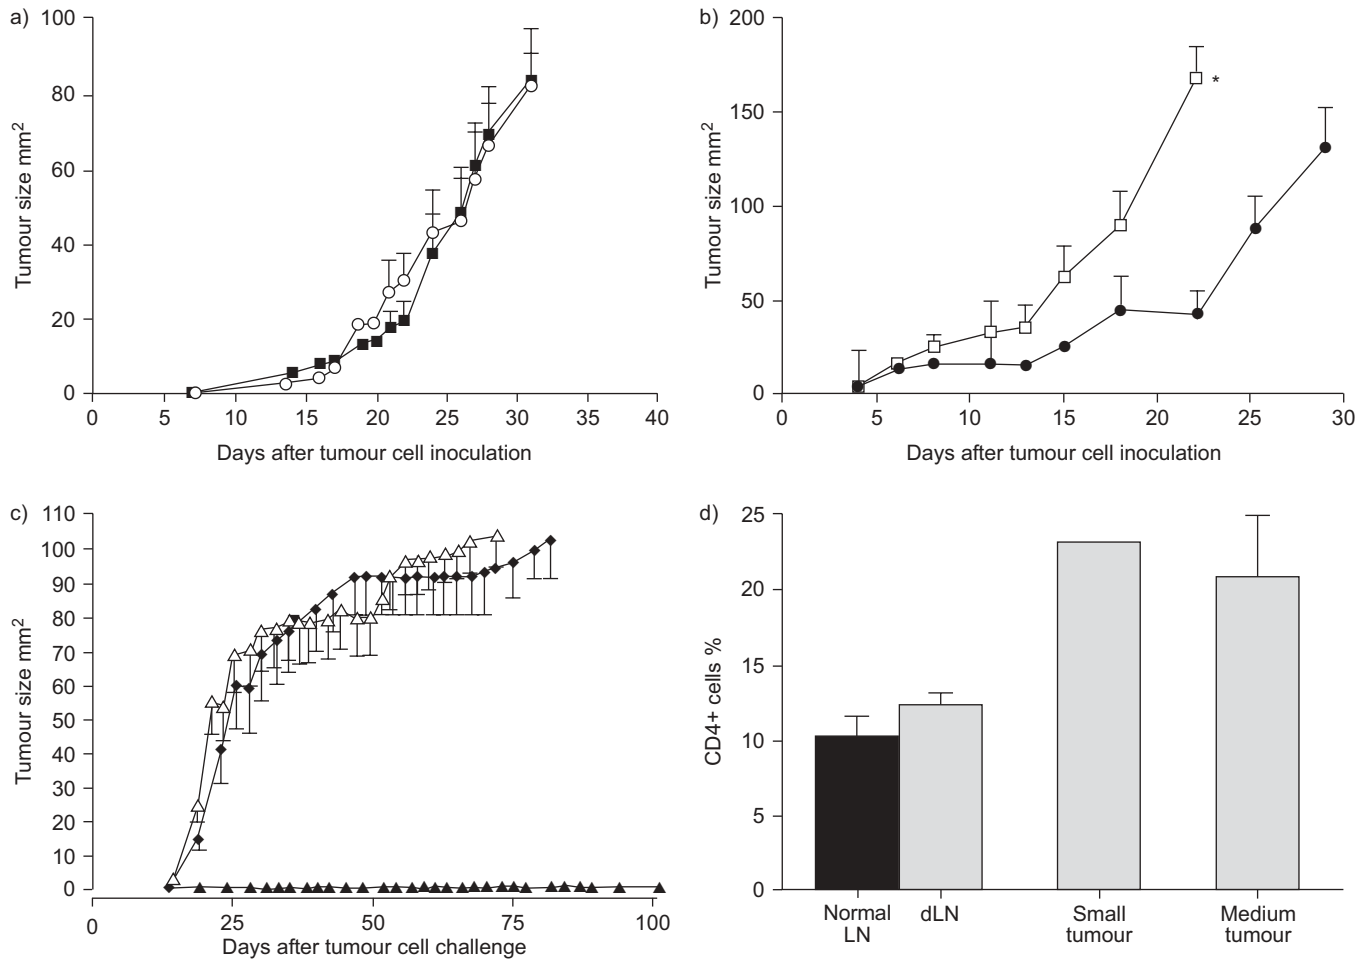 a)
100
80
60
40
20
0
Tumour size mm²
0 5 10 15 20 25 30 35 40
Days after tumour cell inoculation
b)
200
150
100
50
0
Tumour size mm²
*
0 5 10 15 20 25 30
Days after tumour cell inoculation
c)
110
100
90
80
70
60
50
40
30
20
10
0
Tumour size mm²
0 25 50 75 100
Days after tumour cell challenge
d)
25
20
15
10
5
0
CD4+ cells %
Normal
LN
dLN
Small
tumour
Medium
tumour